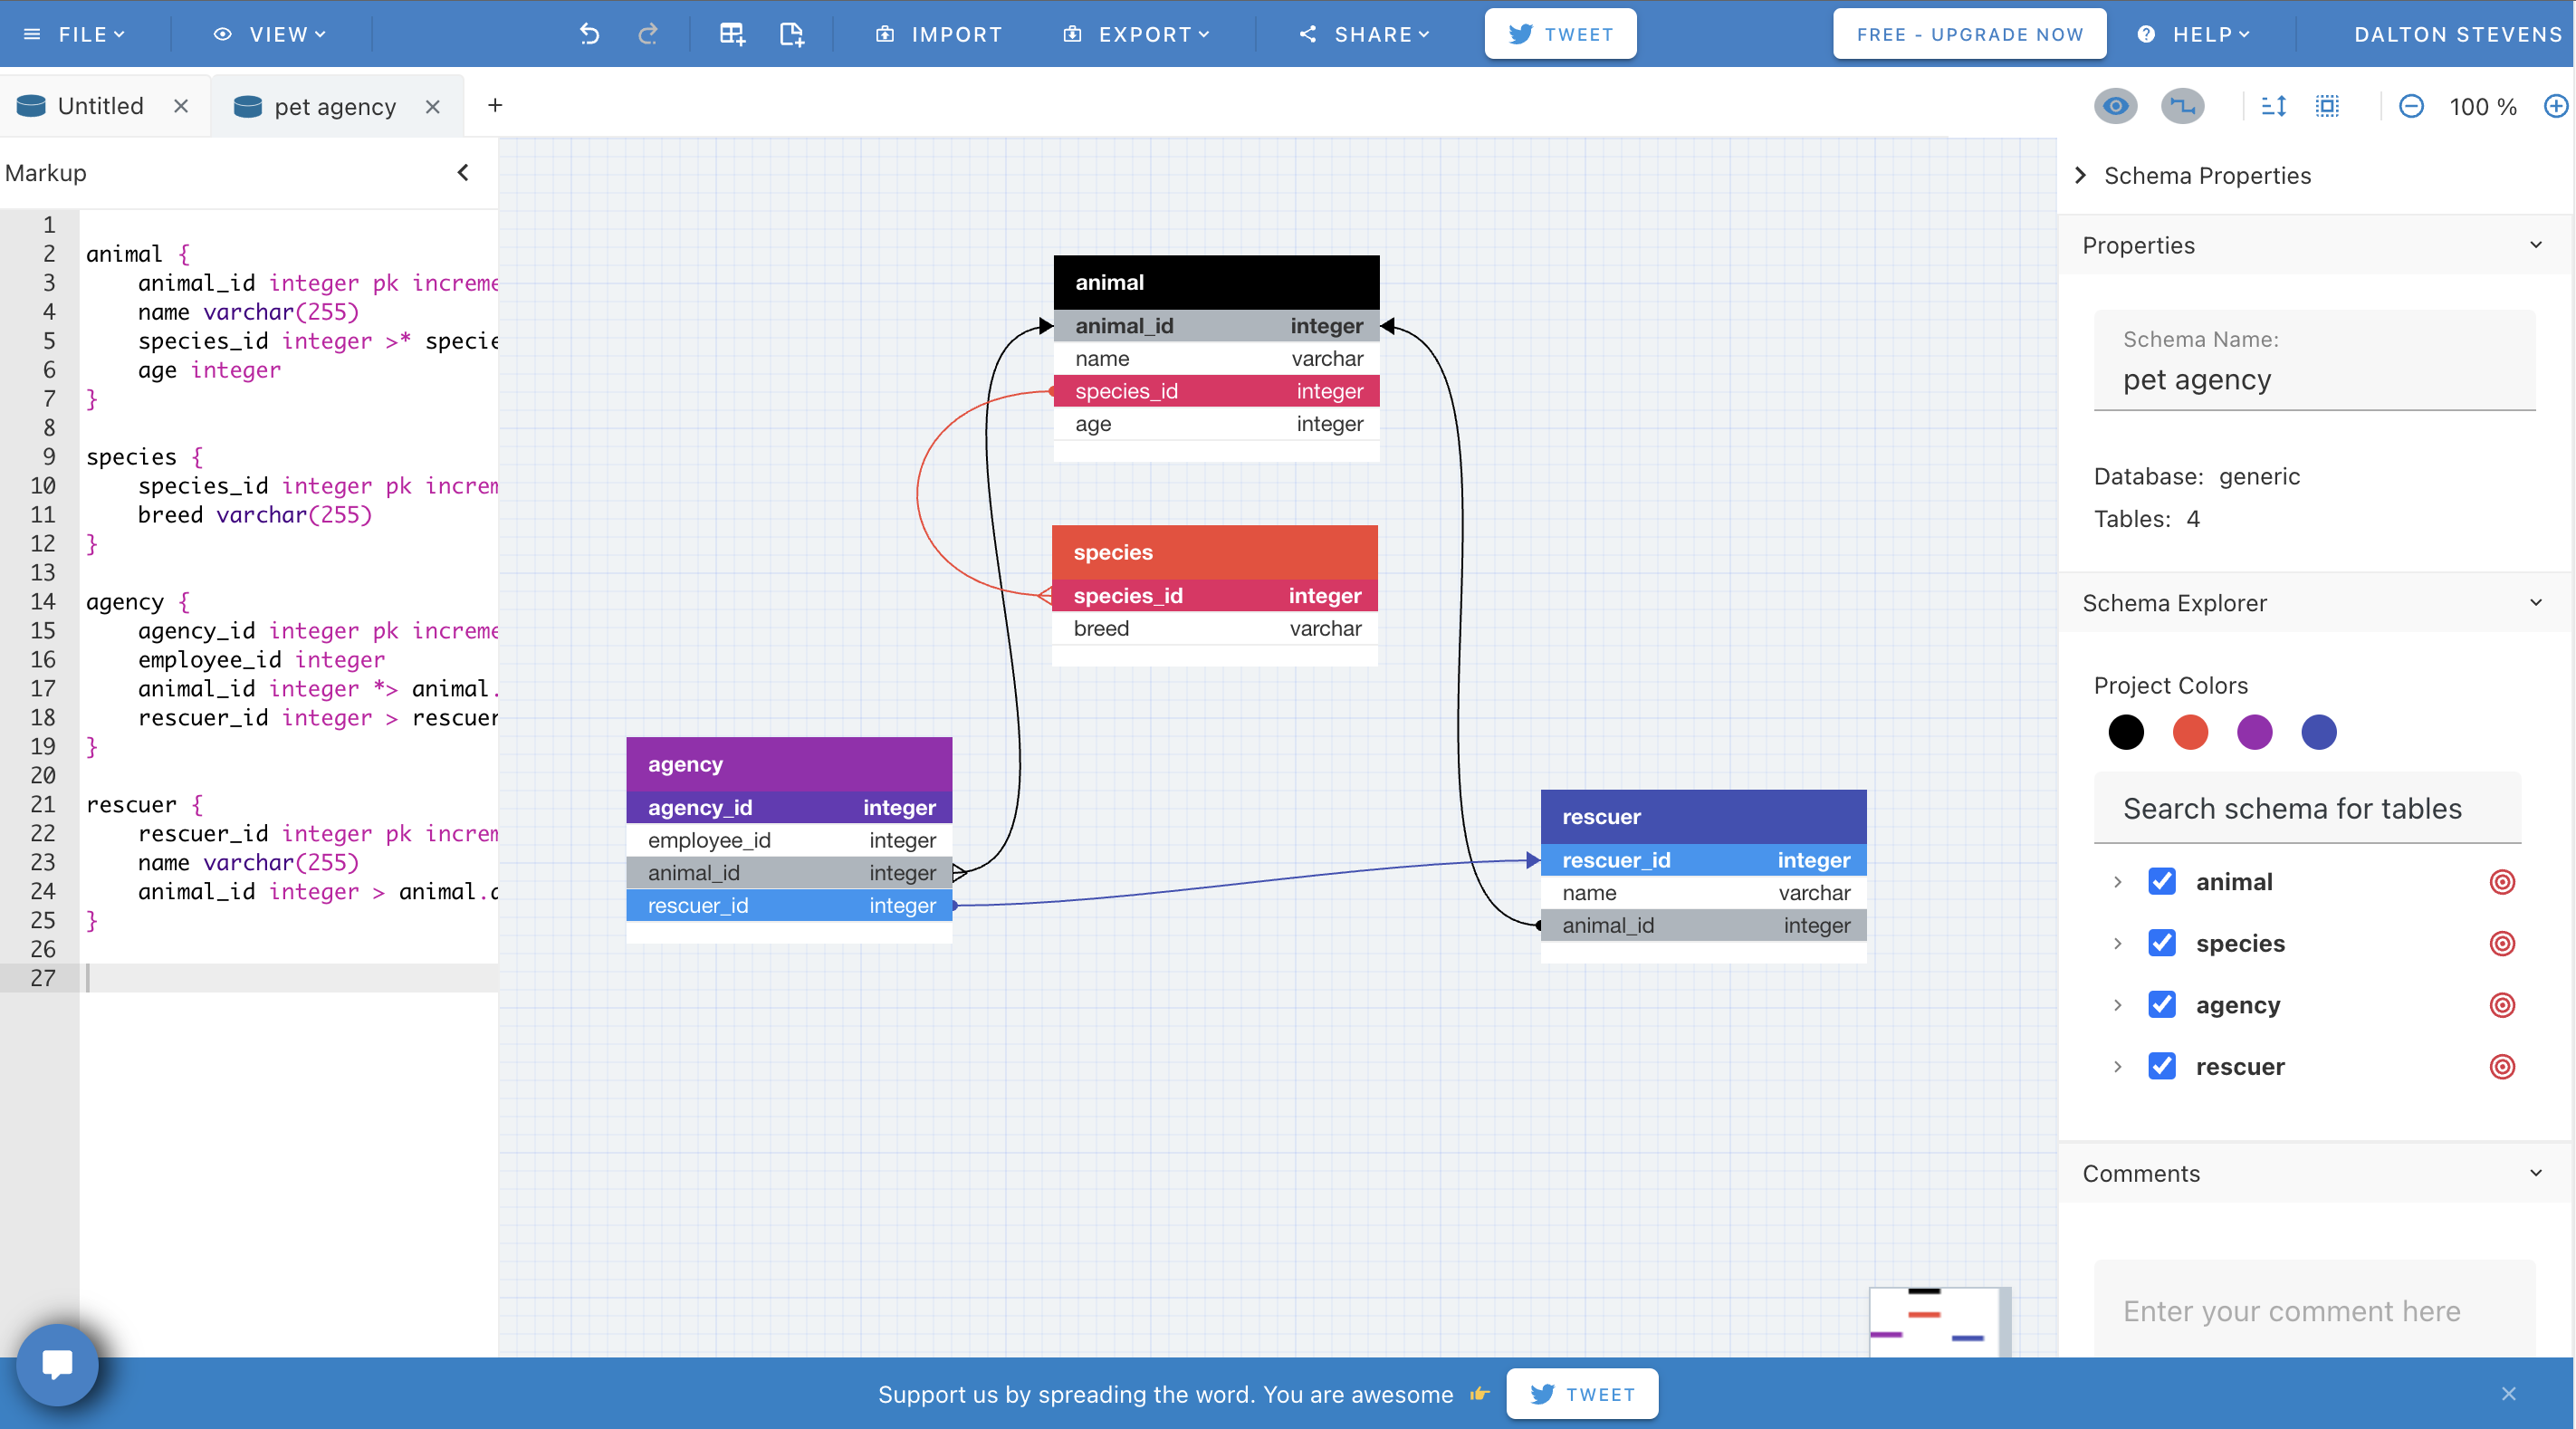 FILE VIEW IMPORT EXPORT SHARE TWEET FREE - UPGRADE NOW HELP DALTON STEVENS
Untitled pet agency + 100 %
Markup
1
2 animal {
3 animal_id integer pk increme
4 name varchar(255)
5 species_id integer >* specie
6 age integer
7 }
8
9 species {
10 species_id integer pk increm
11 breed varchar(255)
12 }
13
14 agency {
15 agency_id integer pk increme
16 employee_id integer
17 animal_id integer *> animal.
18 rescuer_id integer > rescuer
19 }
20
21 rescuer {
22 rescuer_id integer pk increm
23 name varchar(255)
24 animal_id integer > animal.a
25 }
26
27
animal
animal_id integer
name varchar
species_id integer
age integer
species
species_id integer
breed varchar
agency
agency_id integer
employee_id integer
animal_id integer
rescuer_id integer
rescuer
rescuer_id integer
name varchar
animal_id integer
Schema Properties
Properties
Schema Name:
pet agency
Database: generic
Tables: 4
Schema Explorer
Project Colors
Search schema for tables
animal
species
agency
rescuer
Comments
Enter your comment here
Support us by spreading the word. You are awesome 👉 TWEET